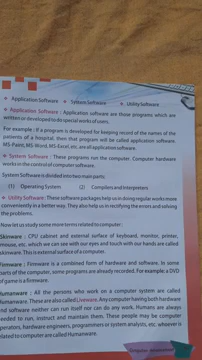 Application Software System Software Utility Software
Application Software : Application software are those programs which are
written or developed to do special works of users.
For example : If a program is developed for keeping record of the names of the
patients of a hospital, then that program will be called application software.
MS-Paint, MS-Word, MS-Excel, etc. are all application software.
System Software : These programs run the computer. Computer hardware
works in the control of computer software.
System Software is divided into two main parts:
(1) Operating System (2) Compilers and Interpreters
Utility Software : These software packages help us in doing regular works more
conveniently in a better way. They also help us in rectifying the errors and solving
the problems.
Now let us study some more terms related to computer:
Skinware : CPU cabinet and external surface of keyboard, monitor, printer,
mouse, etc. which we can see with our eyes and touch with our hands are called
skinware. This is external surface of a computer.
Firmware : Firmware is a combined form of hardware and software. In some
parts of the computer, some programs are already recorded. For example: a DVD
of game is a firmware.
Humanware : All the persons who work on a computer system are called
Humanware. These are also called Liveware. Any computer having both hardware
and software neither can run itself nor can do any work. Humans are always
needed to run, instruct and maintain them. These people may be computer
operators, hardware engineers, programmers or system analysts, etc. whoever is
related to computer are called Humanware.